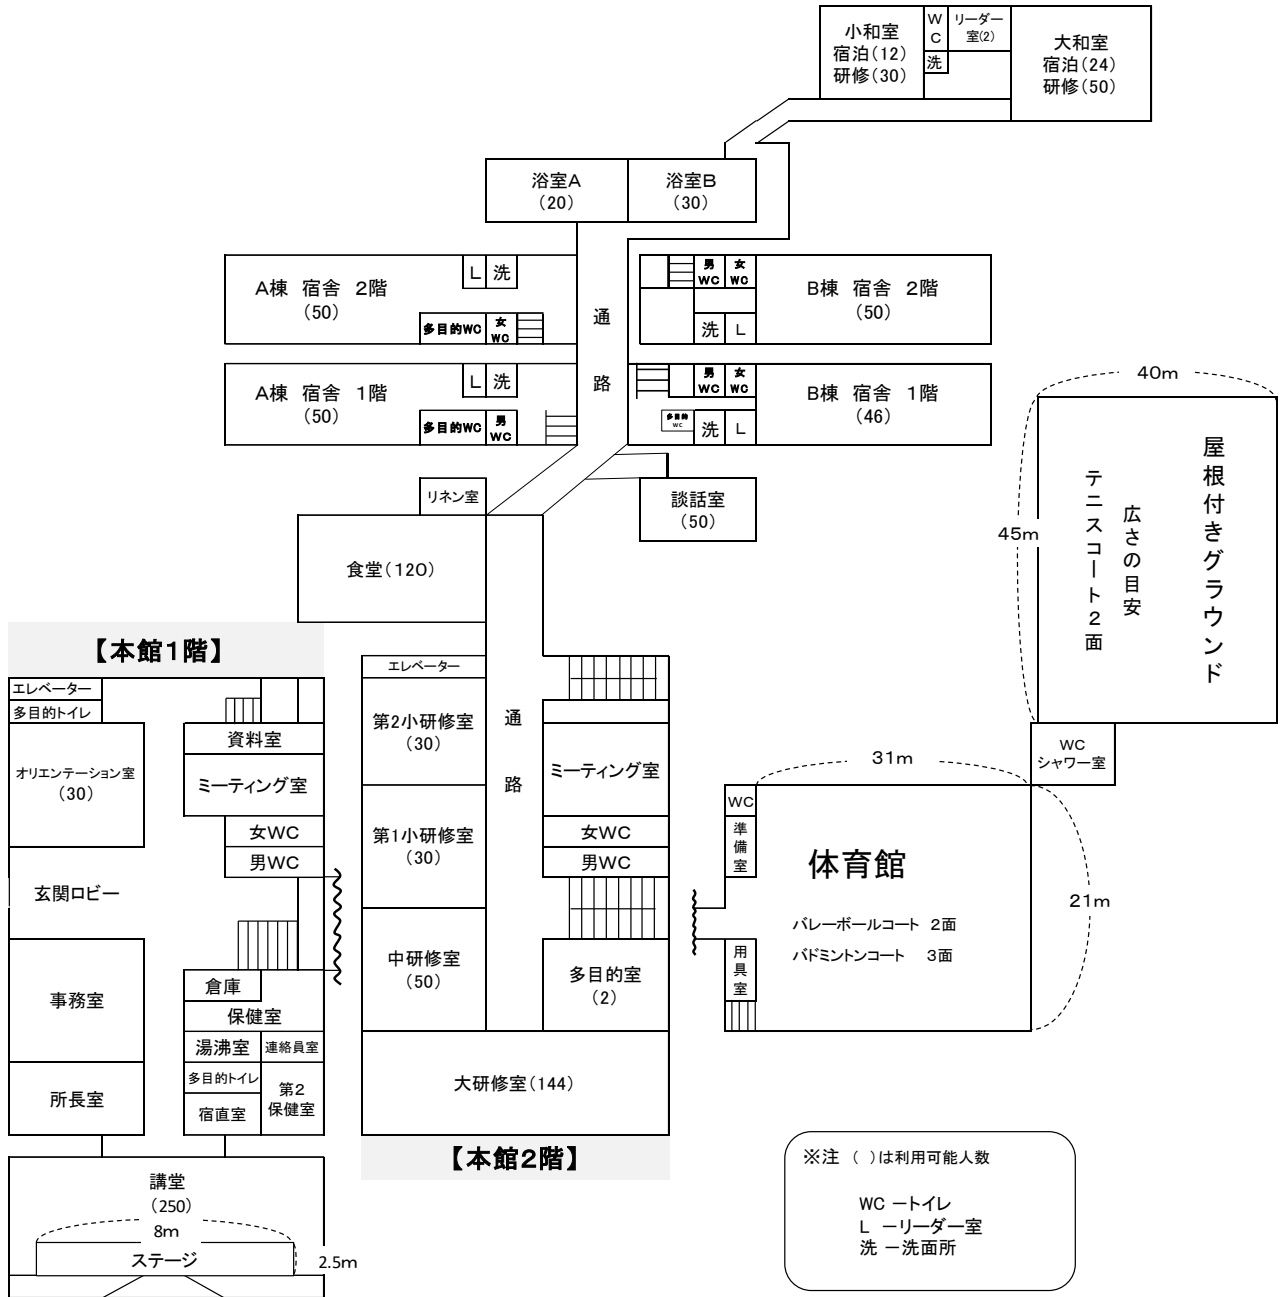 小和室
宿泊(12)
研修(30)
W
C
洗
リーダー
室(2)
大和室
宿泊(24)
研修(50)
浴室A
(20)
浴室B
(30)
A棟 宿舎 2階
(50)
L
洗
多目的WC
女
WC
通
路
男
WC
女
WC
洗
L
B棟 宿舎 2階
(50)
A棟 宿舎 1階
(50)
L
洗
多目的WC
男
WC
男
WC
女
WC
多目的
WC
洗
L
B棟 宿舎 1階
(46)
40m
45m
屋根付きグラウンド
広さの目安
テニスコート2面
WC
シャワー室
リネン室
談話室
(50)
食堂(120)
【本館1階】
エレベーター
多目的トイレ
オリエンテーション室
(30)
資料室
ミーティング室
女WC
男WC
玄関ロビー
事務室
倉庫
保健室
湯沸室
連絡員室
多目的トイレ
第2
保健室
所長室
宿直室
講堂
(250)
8m
ステージ
2.5m
エレベーター
第2小研修室
(30)
通
路
ミーティング室
第1小研修室
(30)
女WC
男WC
中研修室
(50)
多目的室
(2)
大研修室(144)
【本館2階】
31m
WC
準備室
体育館
21m
バレーボールコート 2面
バドミントンコート 3面
用具室
※注 ( )は利用可能人数
WC －トイレ
L －リーダー室
洗 －洗面所